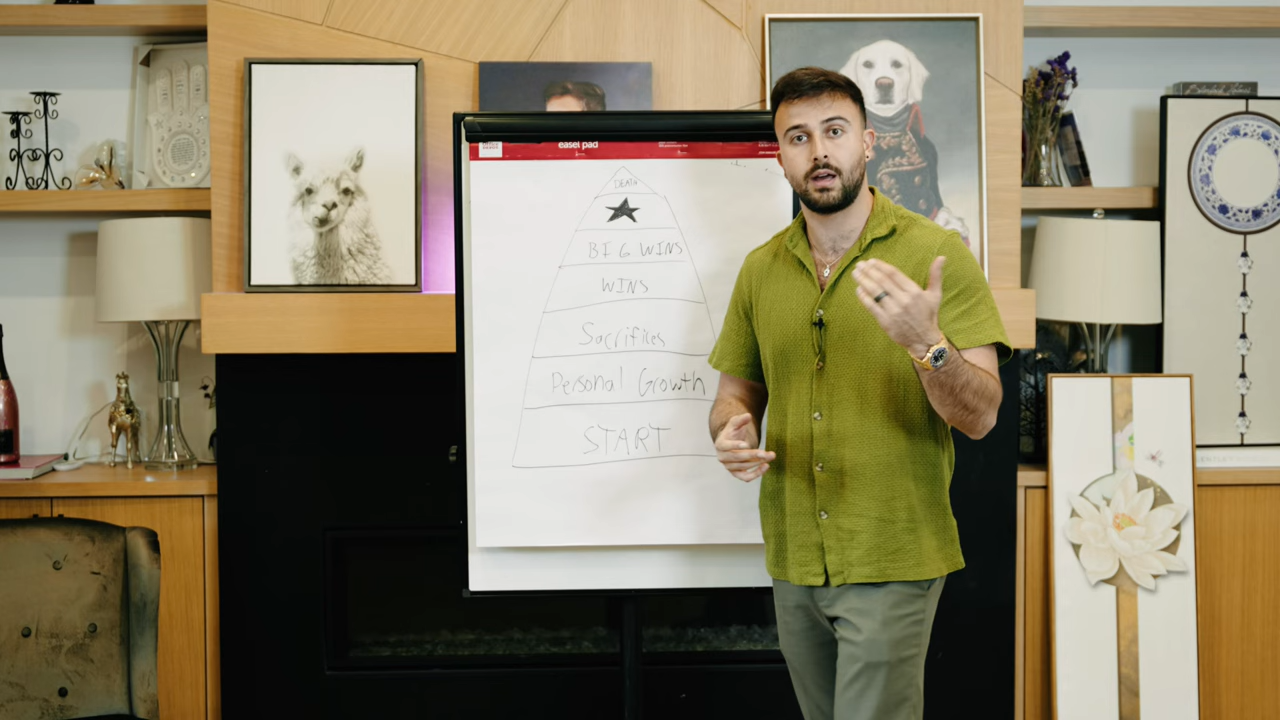 easel pad
DEATH
BIG WINS
WINS
Sacrifices
Personal Growth
START